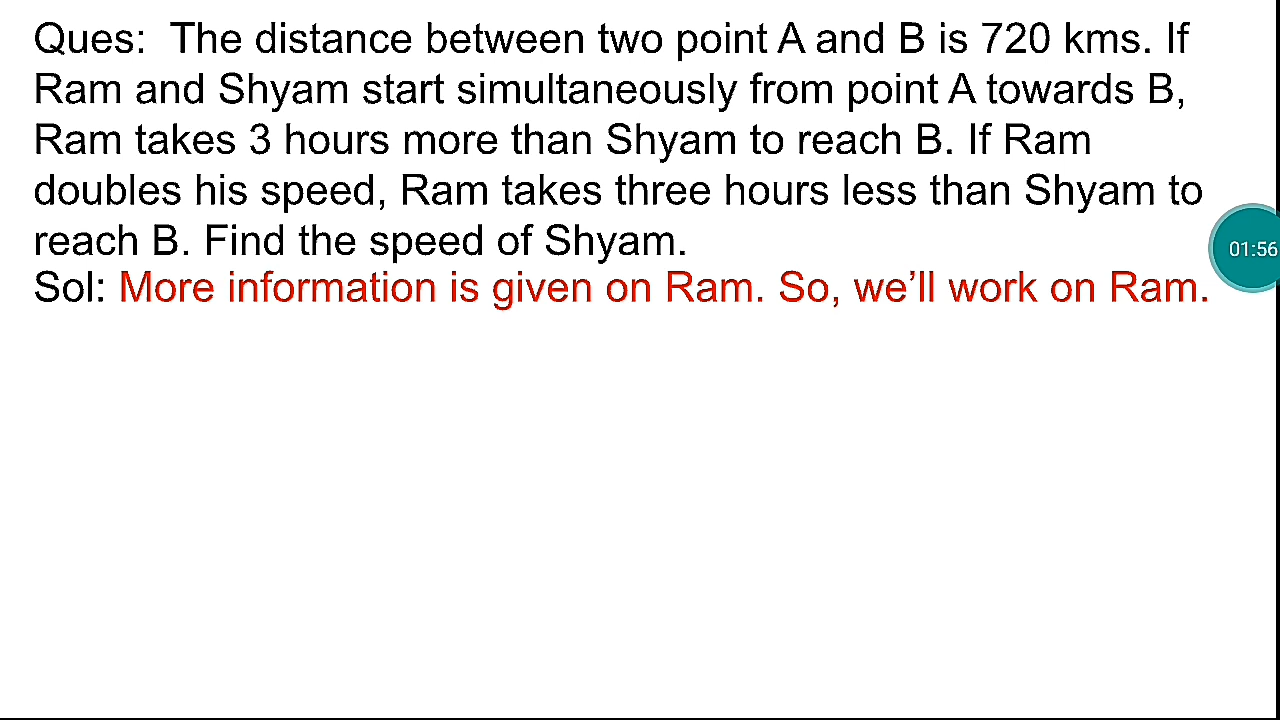 Ques:  The distance between two point A and B is 720 kms. If
Ram and Shyam start simultaneously from point A towards B,
Ram takes 3 hours more than Shyam to reach B. If Ram
doubles his speed, Ram takes three hours less than Shyam to
reach B. Find the speed of Shyam.
01:56
Sol: More information is given on Ram. So, we'll work on Ram.